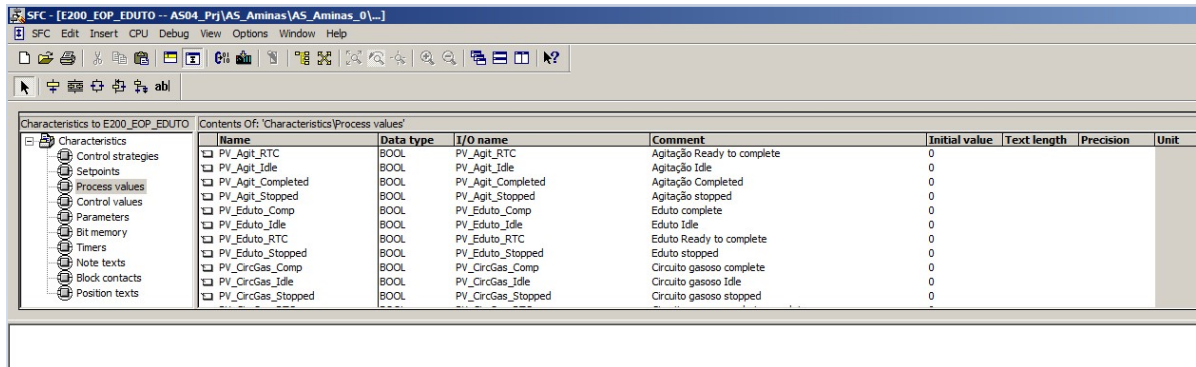 SFC - [E200_EOP_EDUTO -- AS04_Prj\AS_Aminas\AS_Aminas_0\...]
SFC Edit Insert CPU Debug View Options Window Help
abl
Characteristics to E200_EOP_EDUTO Contents Of: 'Characteristics\Process values'
Characteristics
Control strategies
Setpoints
Process values
Control values
Parameters
Bit memory
Timers
Note texts
Block contacts
Position texts
Name Data type I/O name Comment Initial value Text length Precision Unit
PV_Agit_RTC BOOL PV_Agit_RTC Agitação Ready to complete 0
PV_Agit_Idle BOOL PV_Agit_Idle Agitação Idle 0
PV_Agit_Completed BOOL PV_Agit_Completed Agitação Completed 0
PV_Agit_Stopped BOOL PV_Agit_Stopped Agitação stopped 0
PV_Eduto_Comp BOOL PV_Eduto_Comp Eduto complete 0
PV_Eduto_Idle BOOL PV_Eduto_Idle Eduto Idle 0
PV_Eduto_RTC BOOL PV_Eduto_RTC Eduto Ready to complete 0
PV_Eduto_Stopped BOOL PV_Eduto_Stopped Eduto stopped 0
PV_CircGas_Comp BOOL PV_CircGas_Comp Circuito gasoso complete 0
PV_CircGas_Idle BOOL PV_CircGas_Idle Circuito gasoso Idle 0
PV_CircGas_Stopped BOOL PV_CircGas_Stopped Circuito gasoso stopped 0